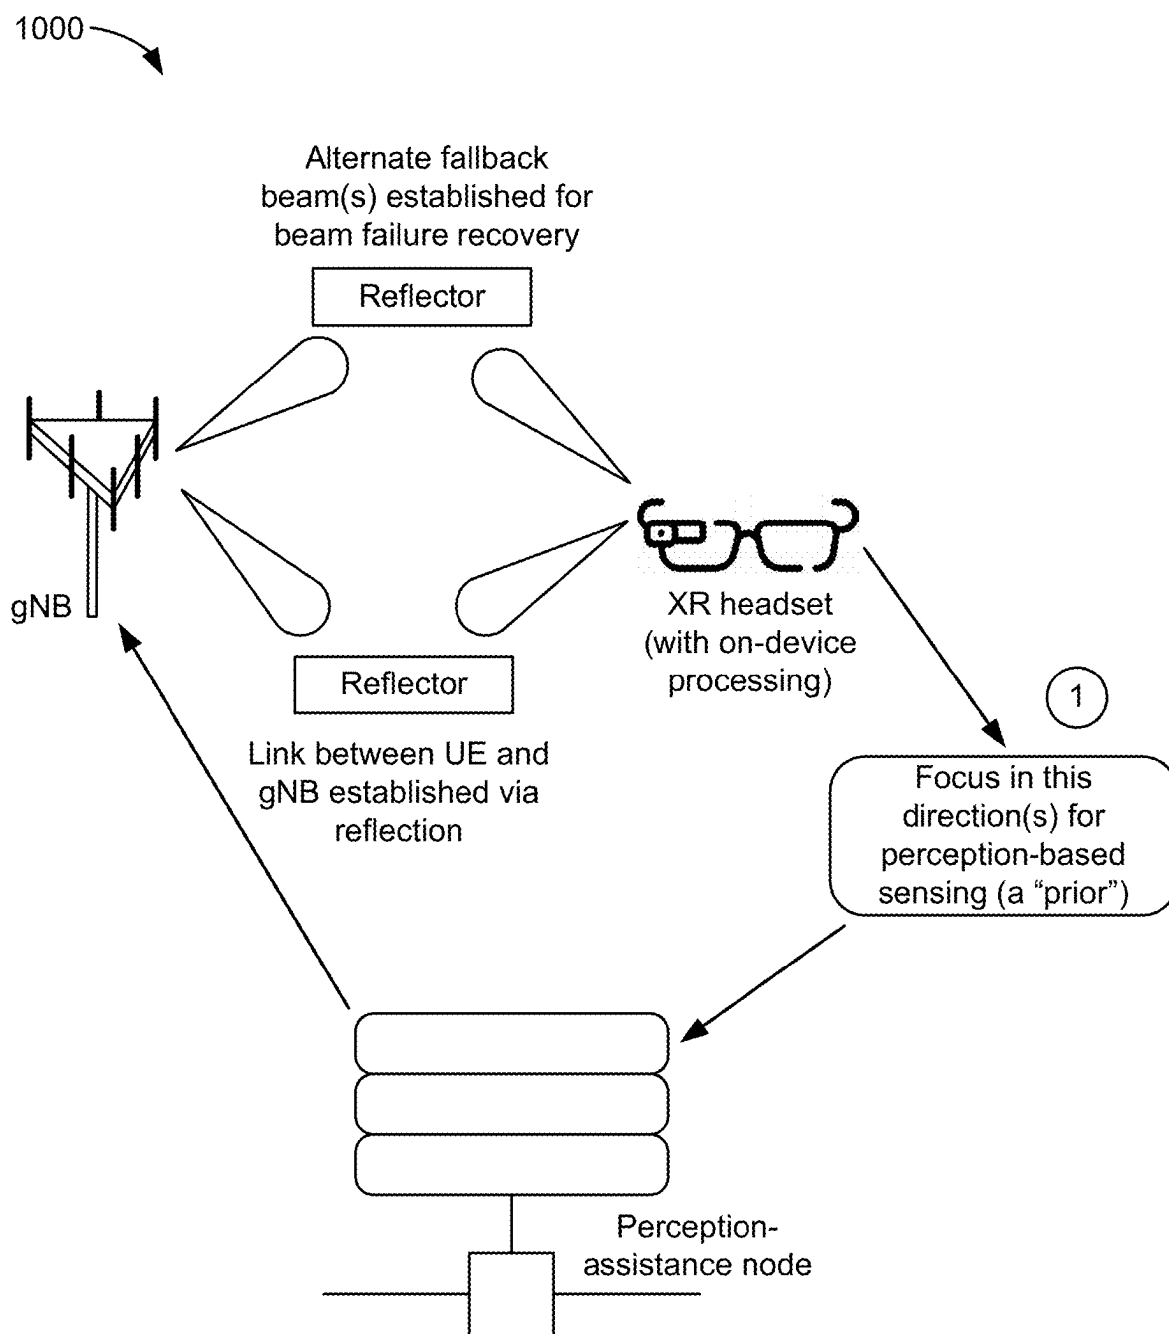 1000
Alternate fallback
beam(s) established for
beam failure recovery
Reflector
gNB
XR headset
(with on-device
processing)
Reflector
Link between UE and
gNB established via
reflection
1
Focus in this
direction(s) for
perception-based
sensing (a “prior”)
Perception-
assistance node